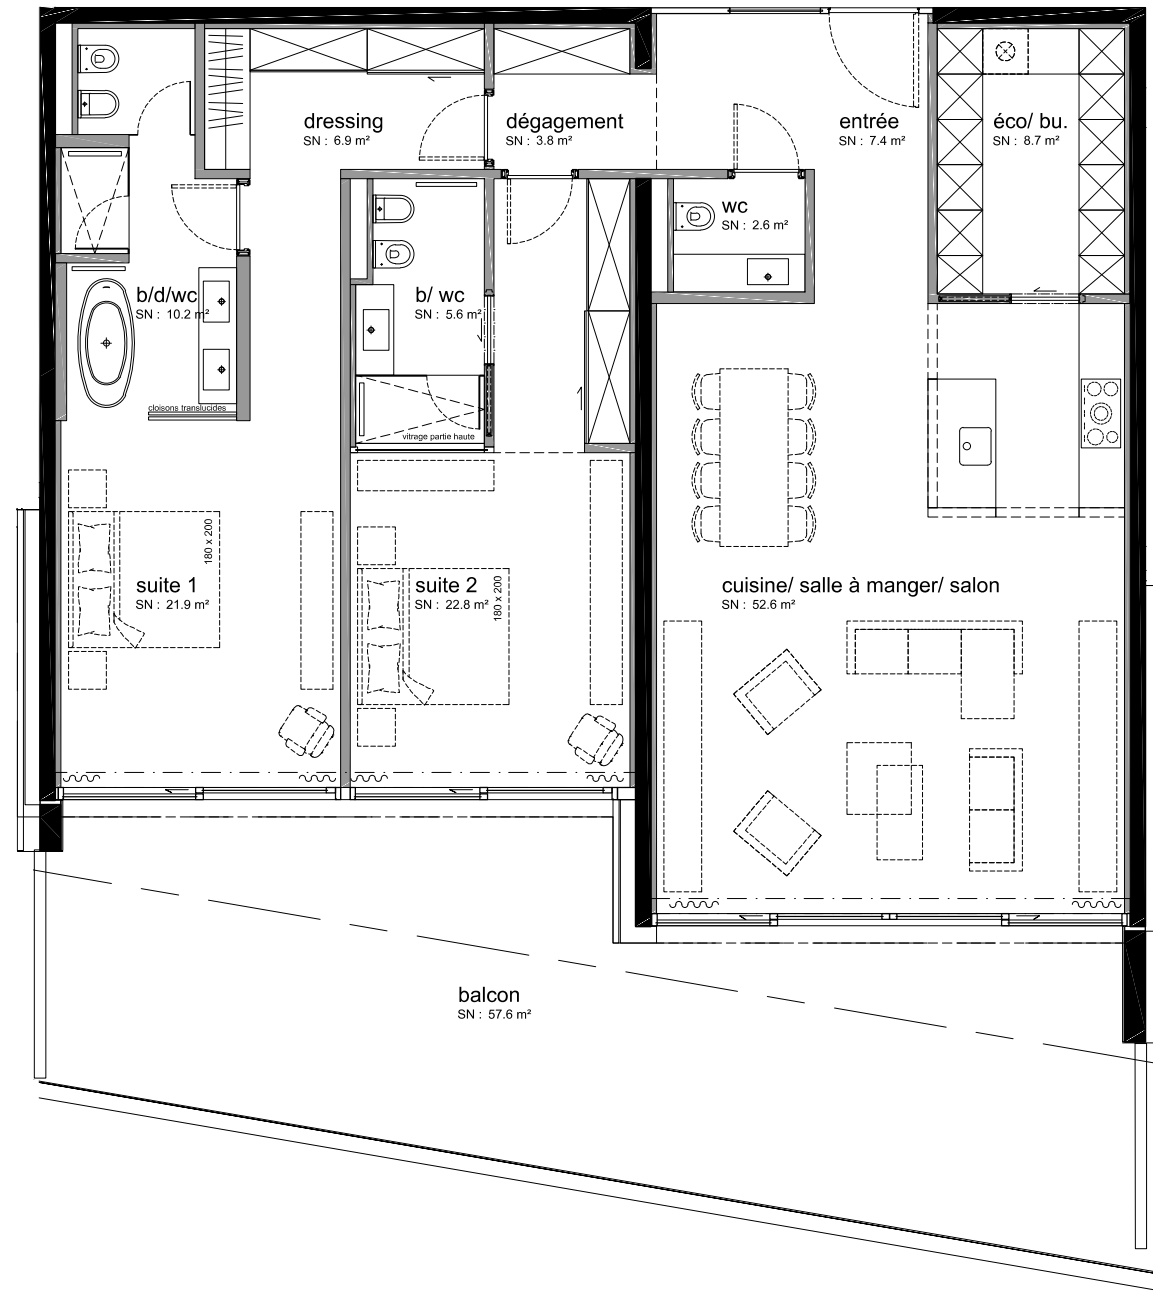 dressing
SN : 6.9 m²
dégagement
SN : 3.8 m²
entrée
SN : 7.4 m²
éco/ bu.
SN : 8.7 m²
wc
SN : 2.6 m²
b/d/wc
SN : 10.2 m²
b/ wc
SN : 5.6 m²
cloisons translucides
vitrage partie haute
180 x 200
suite 1
SN : 21.9 m²
180 x 200
suite 2
SN : 22.8 m²
cuisine/ salle à manger/ salon
SN : 52.6 m²
balcon
SN : 57.6 m²